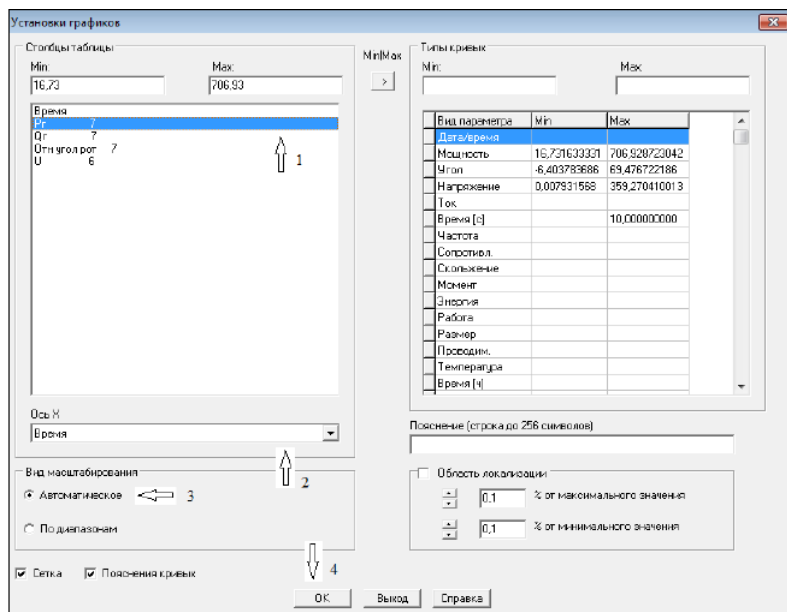 Установки графиков
Столбцы таблицы
Min:
Max:
16,73
706,93
Время
Pг 7
Qг 7
Отн угол рот 7
U 6
1
Ось X
Время
2
Вид масштабирования
Автоматическое
3
По диапазонам
Сетка
Пояснения кривых
4
OK
Выход
Справка
Min|Max
>
Типы кривых
Min:
Max:
Вид параметра Min Max
Дата/время
Мощность 16,731633331 706,928723042
Угол -6,403783686 69,476722186
Напряжение 0,007931568 359,270410013
Ток
Время [с] 10,000000000
Частота
Сопротивл.
Скольжение
Момент
Энергия
Работа
Размер
Проводим.
Температура
Время [ч]
Пояснение (строка до 256 символов)
Область локализации
0,1 % от максимального значения
0,1 % от минимального значения